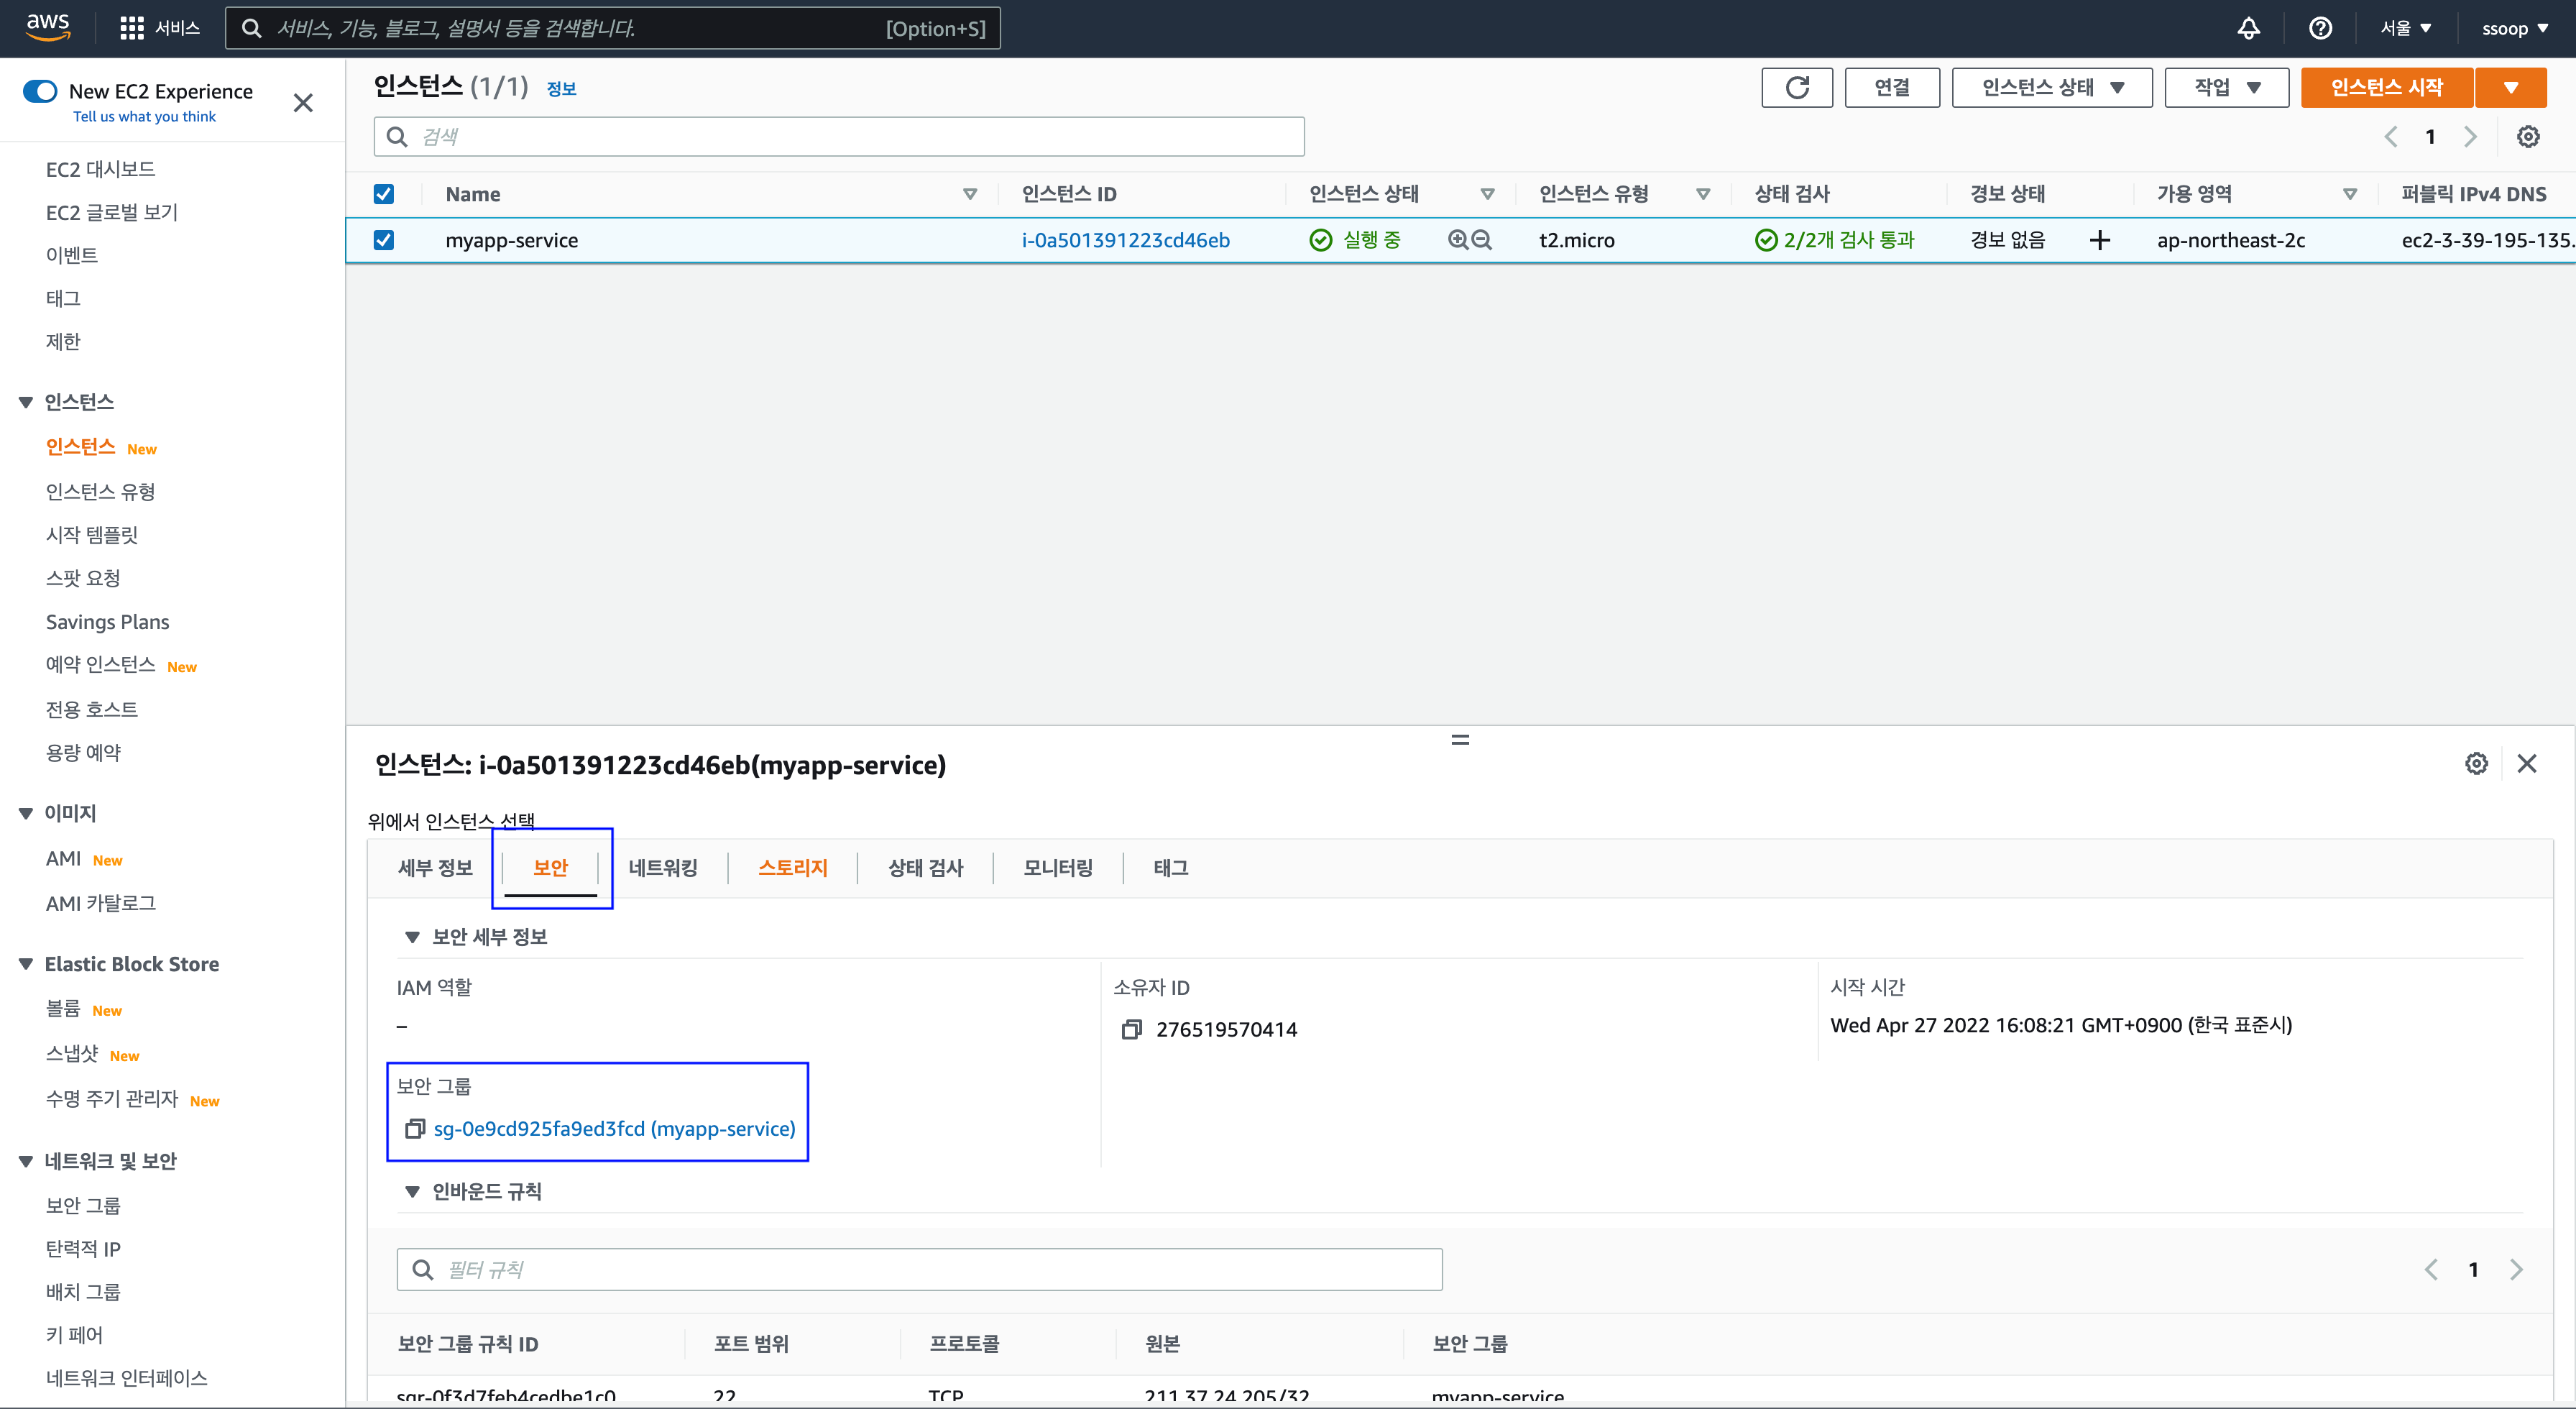 aws 서비스 서비스, 기능, 블로그, 설명서 등을 검색합니다. [Option+S] 서울 ssoop
New EC2 Experience
Tell us what you think
EC2 대시보드
EC2 글로벌 보기
이벤트
태그
제한
인스턴스
인스턴스 New
인스턴스 유형
시작 템플릿
스팟 요청
Savings Plans
예약 인스턴스 New
전용 호스트
용량 예약
이미지
AMI New
AMI 카탈로그
Elastic Block Store
볼륨 New
스냅샷 New
수명 주기 관리자 New
네트워크 및 보안
보안 그룹
탄력적 IP
배치 그룹
키 페어
네트워크 인터페이스
인스턴스 (1/1) 정보 연결 인스턴스 상태 작업 인스턴스 시작
검색 1
Name 인스턴스 ID 인스턴스 상태 인스턴스 유형 상태 검사 경보 상태 가용 영역 퍼블릭 IPv4 DNS
myapp-service i-0a501391223cd46eb 실행 중 t2.micro 2/2개 검사 통과 경보 없음 ap-northeast-2c ec2-3-39-195-135.
인스턴스: i-0a501391223cd46eb(myapp-service)
위에서 인스턴스 선택
세부 정보 보안 네트워킹 스토리지 상태 검사 모니터링 태그
보안 세부 정보
IAM 역할 소유자 ID 시작 시간
– 276519570414 Wed Apr 27 2022 16:08:21 GMT+0900 (한국 표준시)
보안 그룹
sg-0e9cd925fa9ed3fcd (myapp-service)
인바운드 규칙
필터 규칙 1
보안 그룹 규칙 ID 포트 범위 프로토콜 원본 보안 그룹
sgr-0f3d7feb4cedbe1c0 22 TCP 211.37.24.205/32 myapp-service